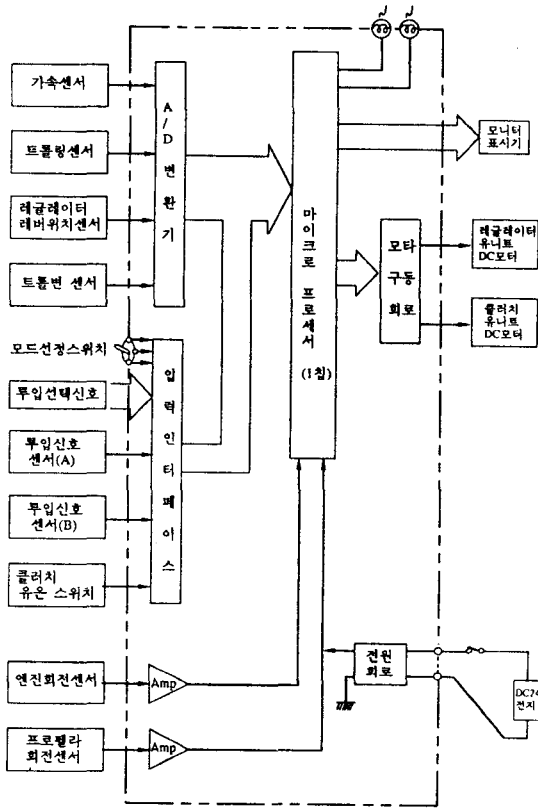 가속센서
트롤링센서
레귤레이터
레버위치센서
트롤변 센서
모드선정스위치
투입선택신호
투입신호
센서(A)
투입신호
센서(B)
클러치
유온 스위치
엔진회전센서
프로펠라
회전센서
A/D 변환기
입력인터페이스
Amp
Amp
마이크로 프로세서
(1칩)
모터
표시기
모타
구동
회로
레귤레이터
유니트
DC모터
클러치
유니트
DC모터
전원
회로
DC24
전지